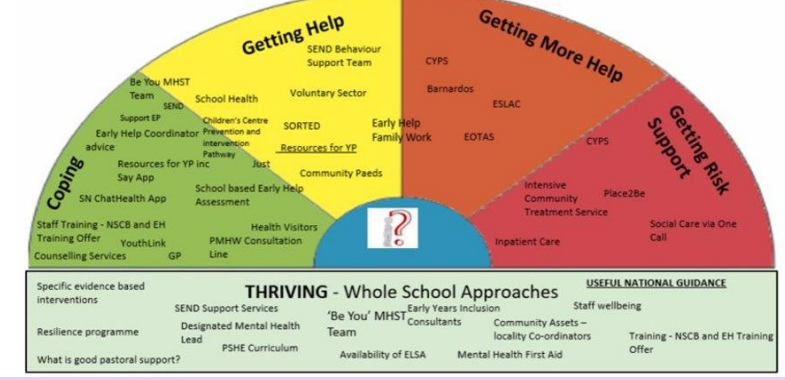 Getting Help
SEND Behaviour
Support Team
Be You MHST
Team
SEND
School Health
Voluntary Sector
Support EP
Children's Centre
Prevention and
intervention
Pathway
SORTED
Early Help Coordinator
advice
Resources for YP
Resources for YP inc Just
Say App
Community Paeds
Coping
SN ChatHealth App
School based Early Help
Assessment
Staff Training - NSCB and EH
Training Offer
YouthLink
Health Visitors
PMHW Consultation
Line
Counselling Services
GP
Getting More Help
CYPS
Barnardos
ESLAC
Early Help
Family Work
EOTAS
Getting Risk
Support
CYPS
Intensive
Community
Treatment Service
Place2Be
Social Care via One
Call
Inpatient Care
?
THRIVING - Whole School Approaches
USEFUL NATIONAL GUIDANCE
Specific evidence based
interventions
SEND Support Services
'Be You' MHST
Team
Early Years Inclusion
Consultants
Staff wellbeing
Resilience programme
Designated Mental Health
Lead
Community Assets –
locality Co-ordinators
Training - NSCB and EH Training
Offer
PSHE Curriculum
What is good pastoral support?
Availability of ELSA
Mental Health First Aid